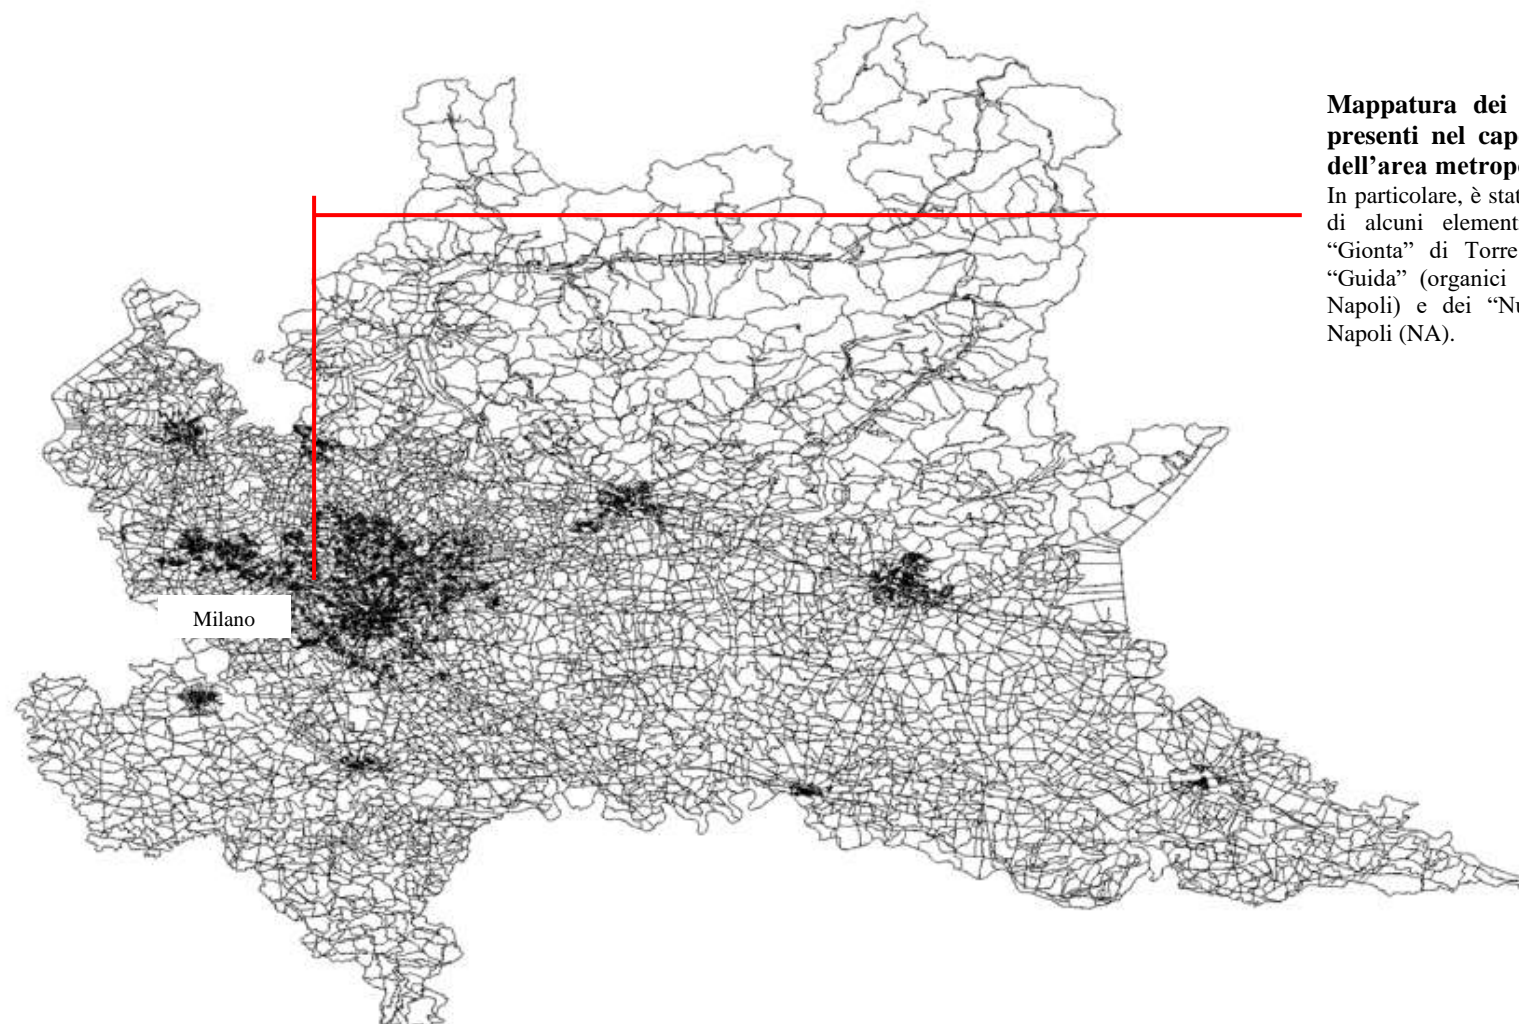 Mappatura dei
presenti nel cap
dell’area metrop
In particolare, è stat
di alcuni element
“Gionta” di Torre
“Guida” (organici
Napoli) e dei “Nu
Napoli (NA).
Milano